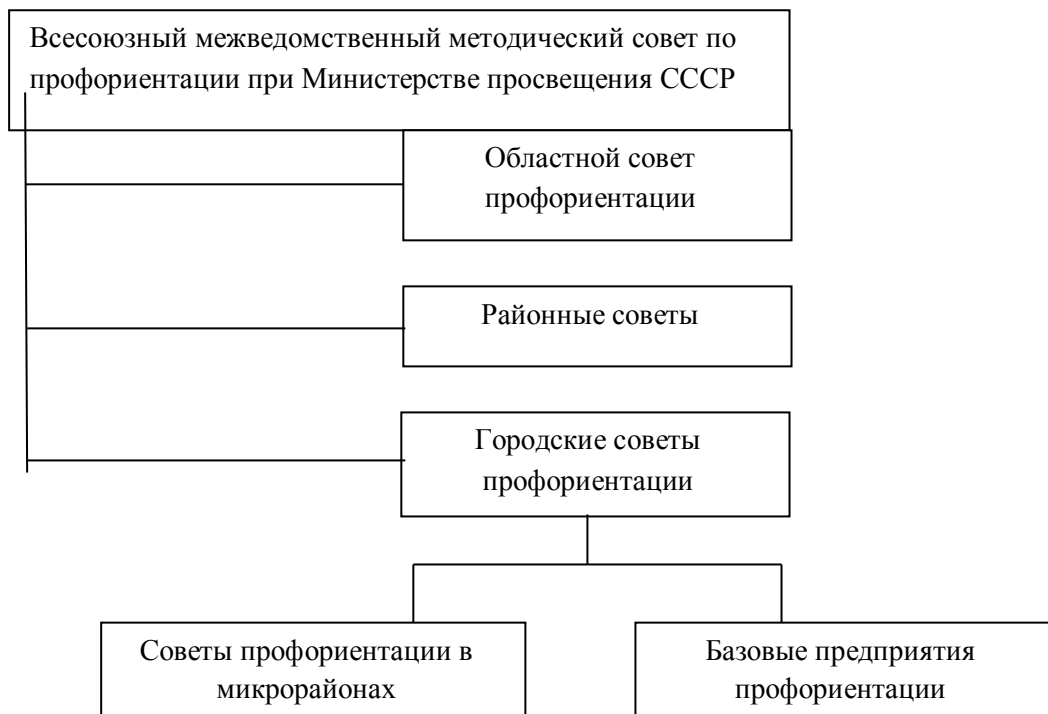 Всесоюзный межведомственный методический совет по
профориентации при Министерстве просвещения СССР
Областной совет
профориентации
Районные советы
Городские советы
профориентации
Советы профориентации в
микрорайонах
Базовые предприятия
профориентации